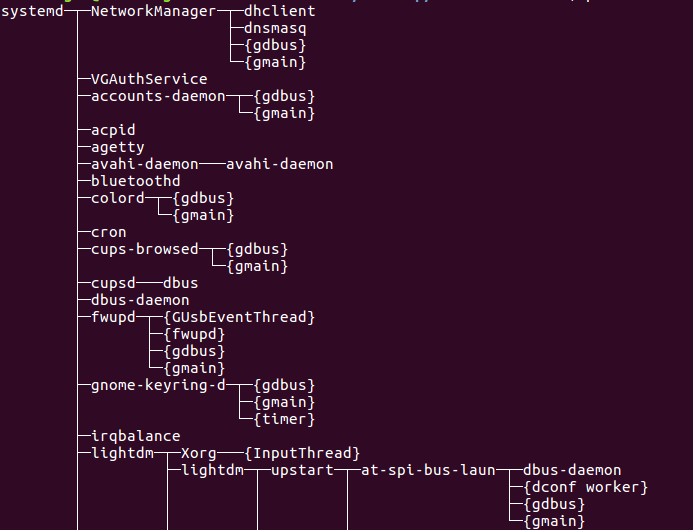 systemd─┬─NetworkManager─┬─dhclient
        │                ├─dnsmasq
        │                ├─{gdbus}
        │                └─{gmain}
        ├─VGAuthService
        ├─accounts-daemon─┬─{gdbus}
        │                 └─{gmain}
        ├─acpid
        ├─agetty
        ├─avahi-daemon───avahi-daemon
        ├─bluetoothd
        ├─colord─┬─{gdbus}
        │        └─{gmain}
        ├─cron
        ├─cups-browsed─┬─{gdbus}
        │              └─{gmain}
        ├─cupsd───dbus
        ├─dbus-daemon
        ├─fwupd─┬─{GUsbEventThread}
        │       ├─{fwupd}
        │       ├─{gdbus}
        │       └─{gmain}
        ├─gnome-keyring-d─┬─{gdbus}
        │                 ├─{gmain}
        │                 └─{timer}
        ├─irqbalance
        ├─lightdm─┬─Xorg───{InputThread}
        │         ├─lightdm─┬─upstart─┬─at-spi-bus-laun─┬─dbus-daemon
        │         │         │         │                 ├─{dconf worker}
        │         │         │         │                 ├─{gdbus}
        │         │         │         │                 └─{gmain}